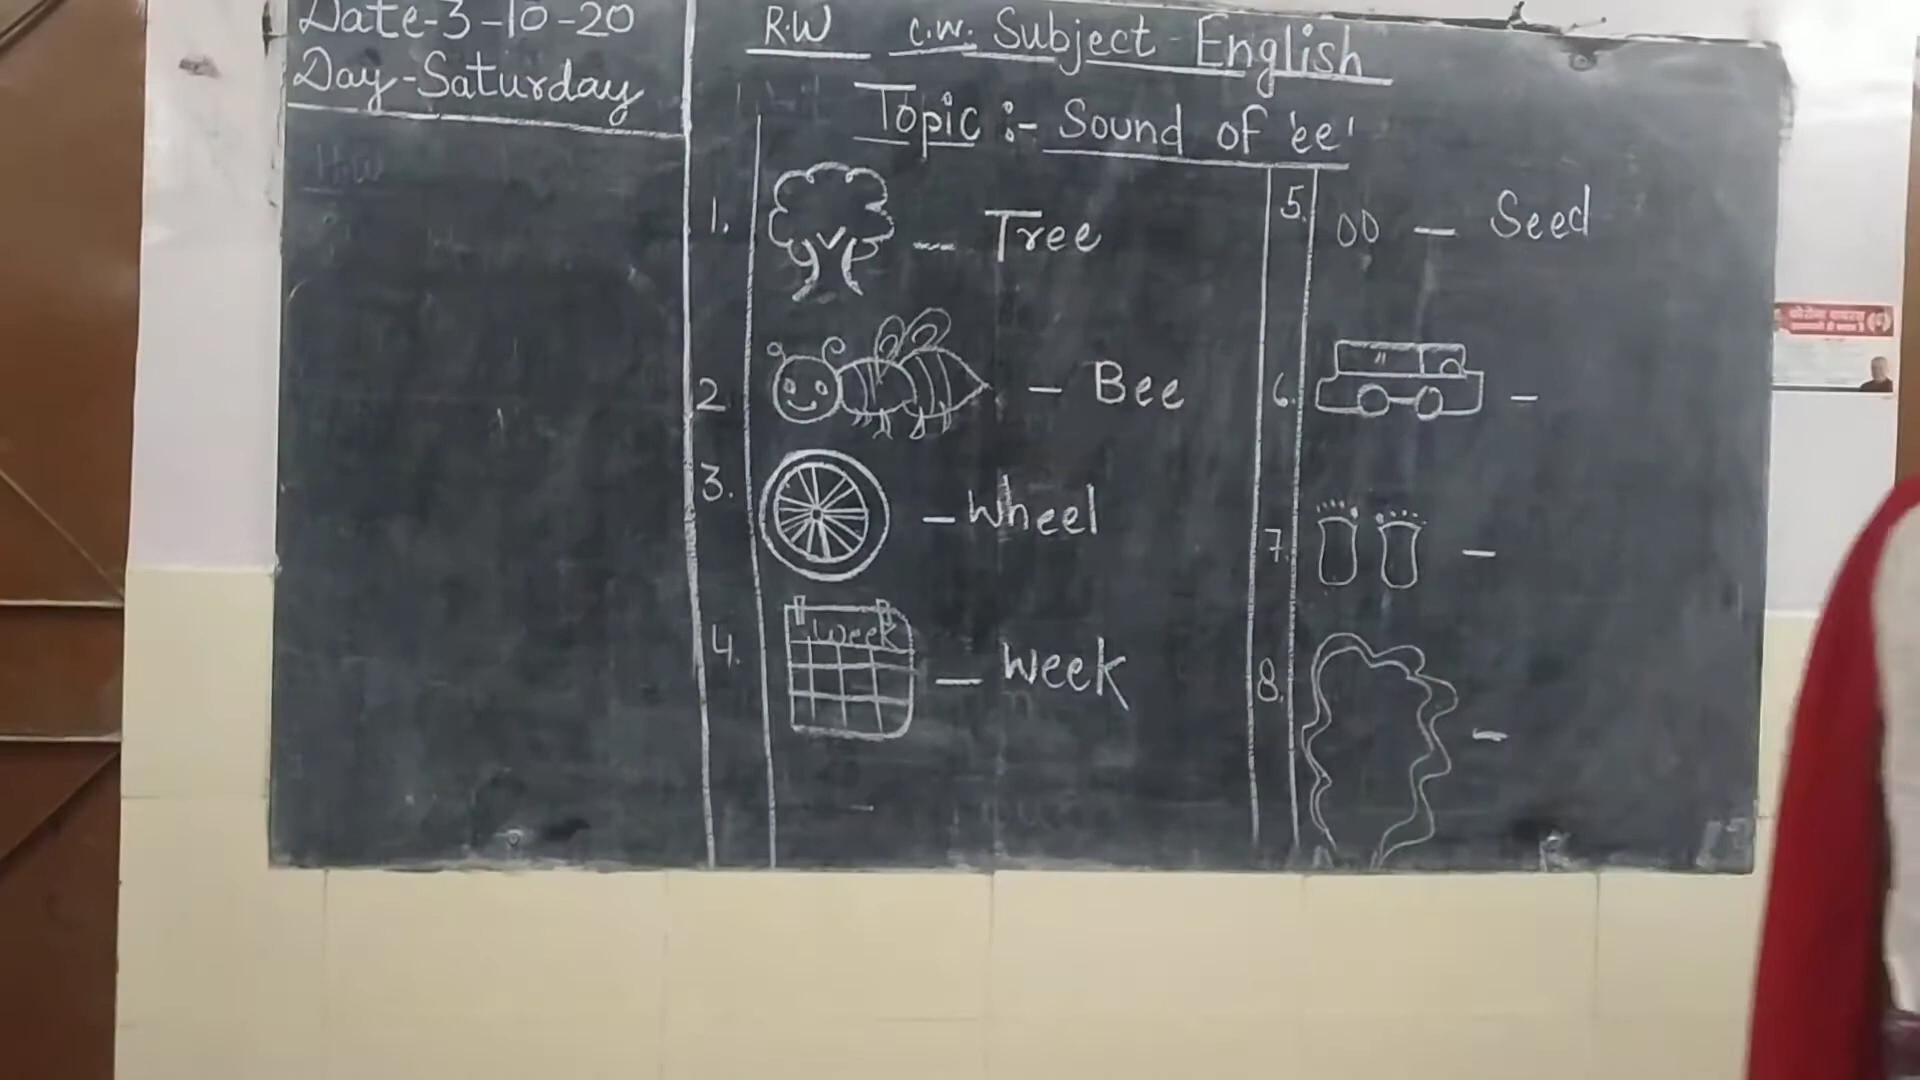 Date-3-10-20
Day-Saturday
H.W
R.W C.W. Subject - English
Topic :- Sound of 'ee'
1. - Tree
2 - Bee
3. - Wheel
4. Week - Week
5. - Seed
6. -
7. -
8. -